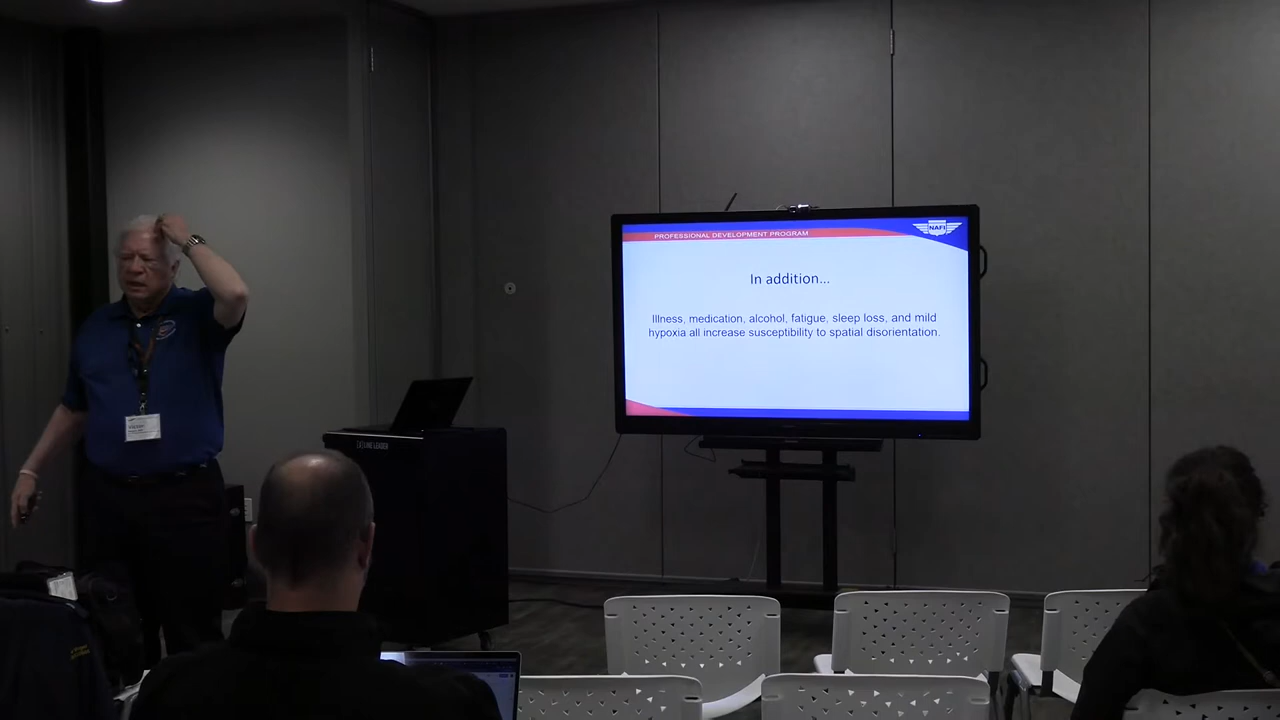 PROFESSIONAL DEVELOPMENT PROGRAM
NAFI
In addition...
Illness, medication, alcohol, fatigue, sleep loss, and mild
hypoxia all increase susceptibility to spatial disorientation.